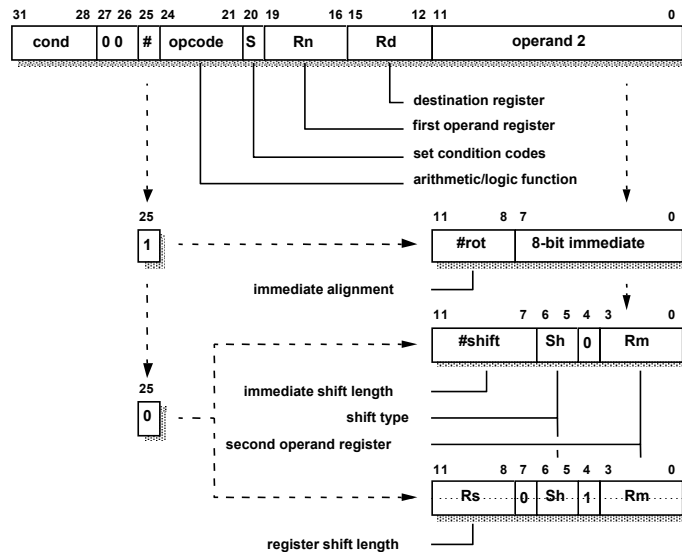 31 28 27 26 25 24 21 20 19 16 15 12 11 0
cond 0 0 # opcode S Rn Rd operand 2
destination register
first operand register
set condition codes
arithmetic/logic function
25 11 8 7 0
1 #rot 8-bit immediate
immediate alignment
11 7 6 5 4 3 0
#shift Sh 0 Rm
25
0
immediate shift length
shift type
second operand register
11 8 7 6 5 4 3 0
Rs 0 Sh 1 Rm
register shift length